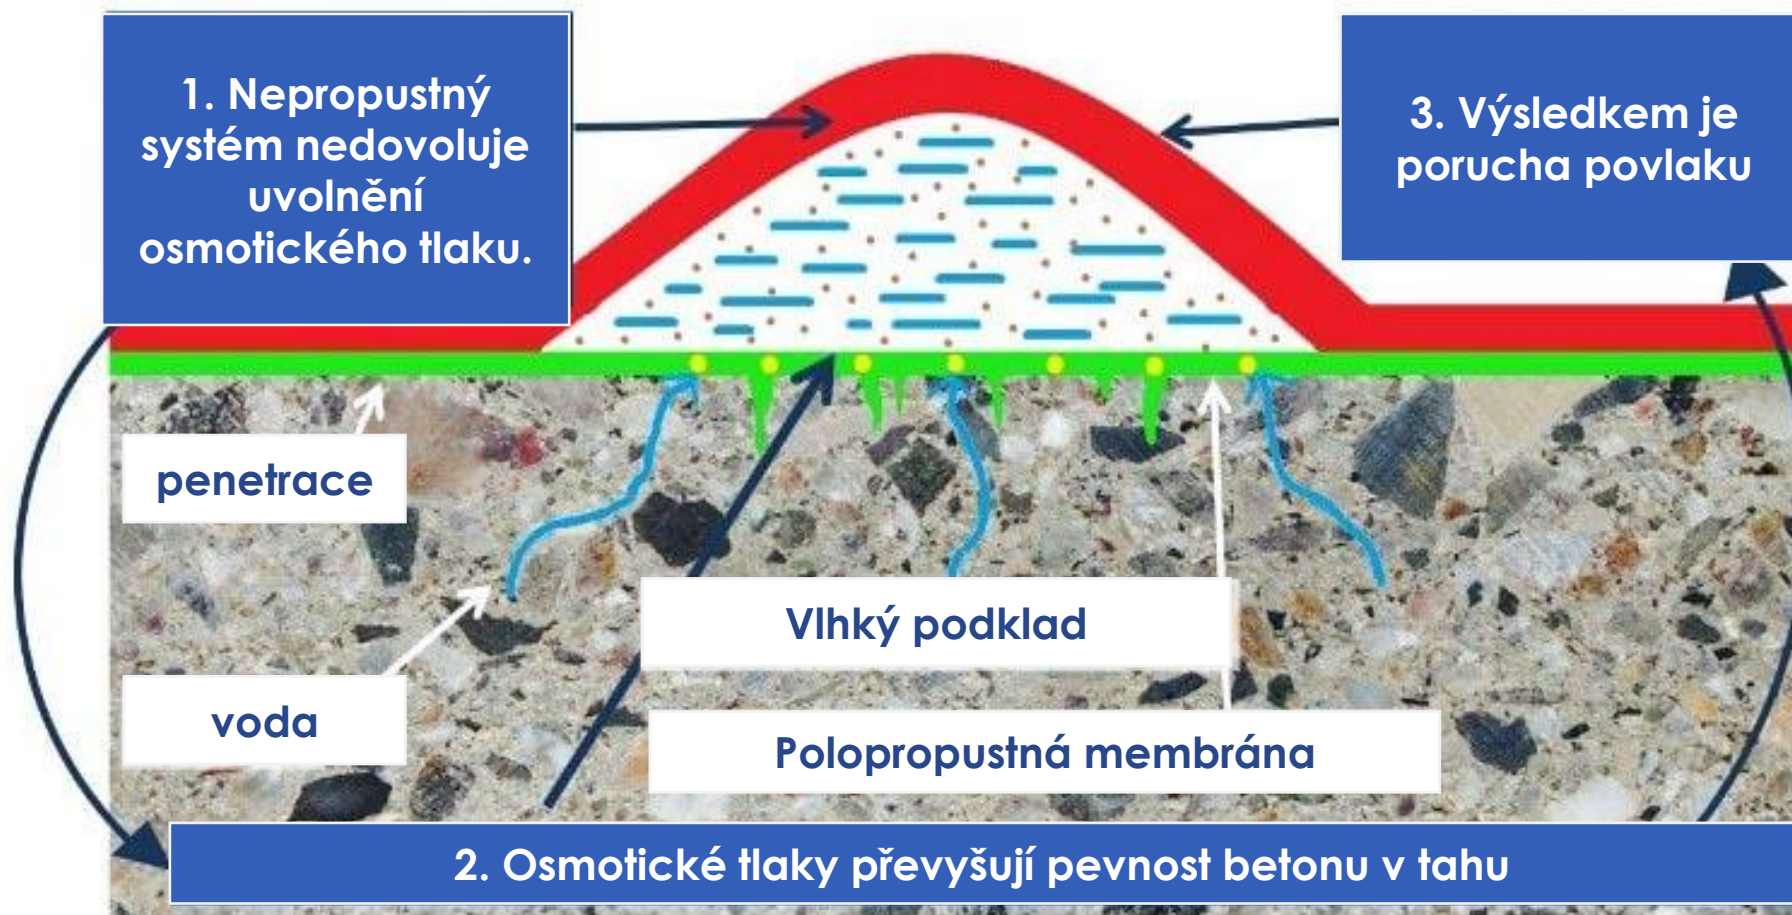 1. Nepropustný
systém nedovoluje
uvolnění
osmotického tlaku.
3. Výsledkem je
porucha povlaku
penetrace
Vlhký podklad
voda
Polopropustná membrána
2. Osmotické tlaky převyšují pevnost betonu v tahu